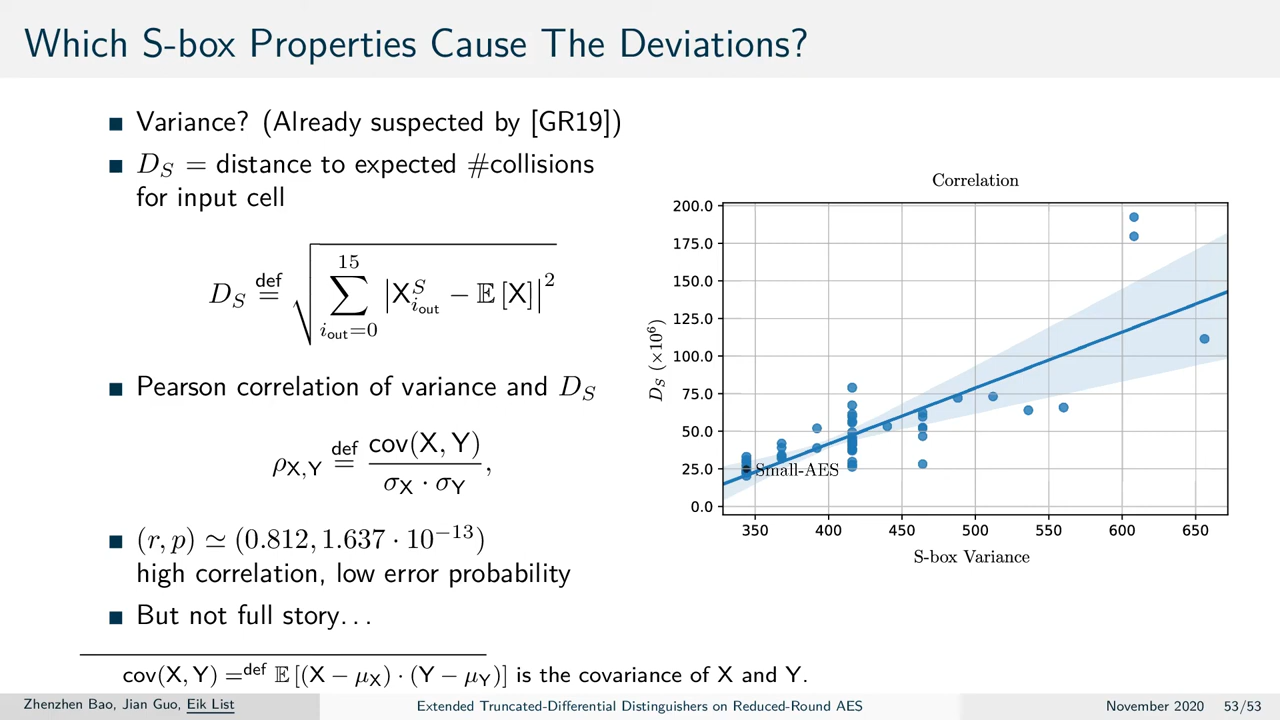 Which S-box Properties Cause The Deviations?
■ Variance? (Already suspected by [GR19])
■ D_S = distance to expected #collisions
for input cell
D_S def= √(∑_{i_out=0}^{15} |X^S_{i_out} − 𝔼 [X]|^2)
■ Pearson correlation of variance and D_S
ρ_{X,Y} def= cov(X, Y) / (σ_X · σ_Y),
■ (r, p) ≃ (0.812, 1.637 · 10^{−13})
high correlation, low error probability
■ But not full story...
Correlation
200.0
175.0
150.0
125.0
100.0
75.0
50.0
25.0
0.0
D_S (×10^6)
Small-AES
350 400 450 500 550 600 650
S-box Variance
cov(X, Y) =^def 𝔼 [(X − μ_X) · (Y − μ_Y)] is the covariance of X and Y.
Zhenzhen Bao, Jian Guo, Eik List Extended Truncated-Differential Distinguishers on Reduced-Round AES November 2020 53/53